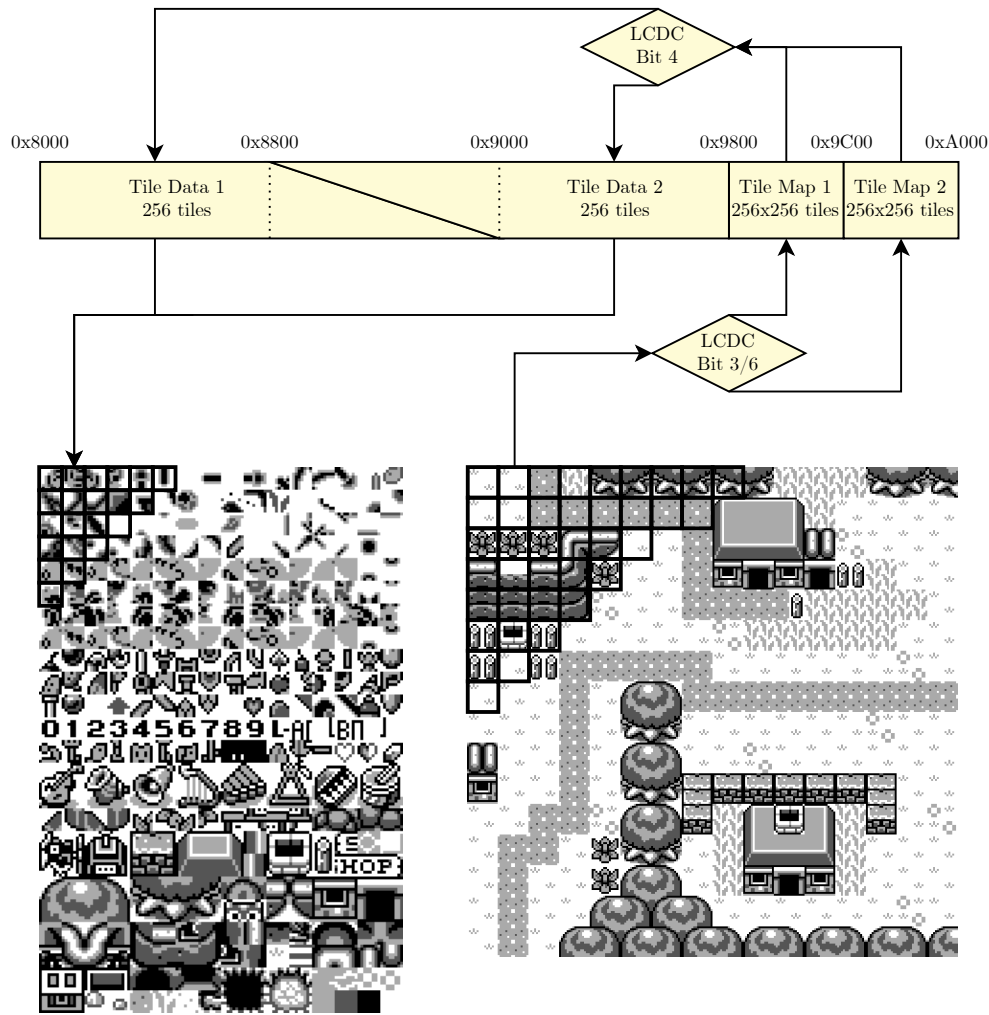 LCDC
Bit 4
0x8000
0x8800
0x9000
0x9800
0x9C00
0xA000
Tile Data 1
256 tiles
Tile Data 2
256 tiles
Tile Map 1
256x256 tiles
Tile Map 2
256x256 tiles
LCDC
Bit 3/6
0123456789
HOP